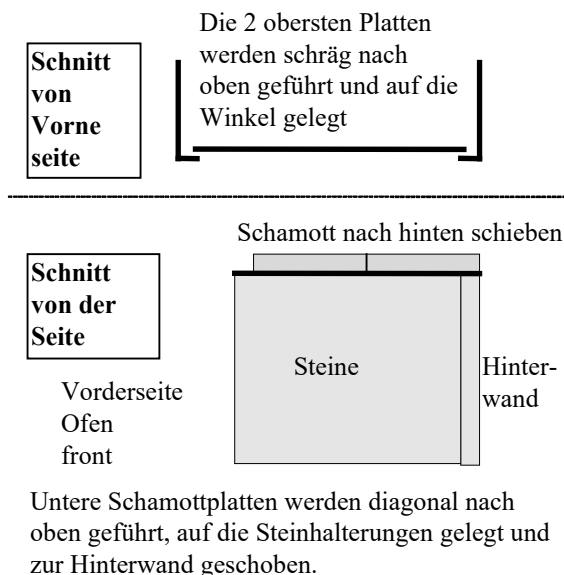 Die 2 obersten Platten
werden schräg nach
oben geführt und auf die
Winkel gelegt
Schnitt
von
Vorne
seite
Schamott nach hinten schieben
Schnitt
von der
Seite
Steine
Hinter-
wand
Vorderseite
Ofen
front
Untere Schamottplatten werden diagonal nach
oben geführt, auf die Steinhalterungen gelegt und
zur Hinterwand geschoben.